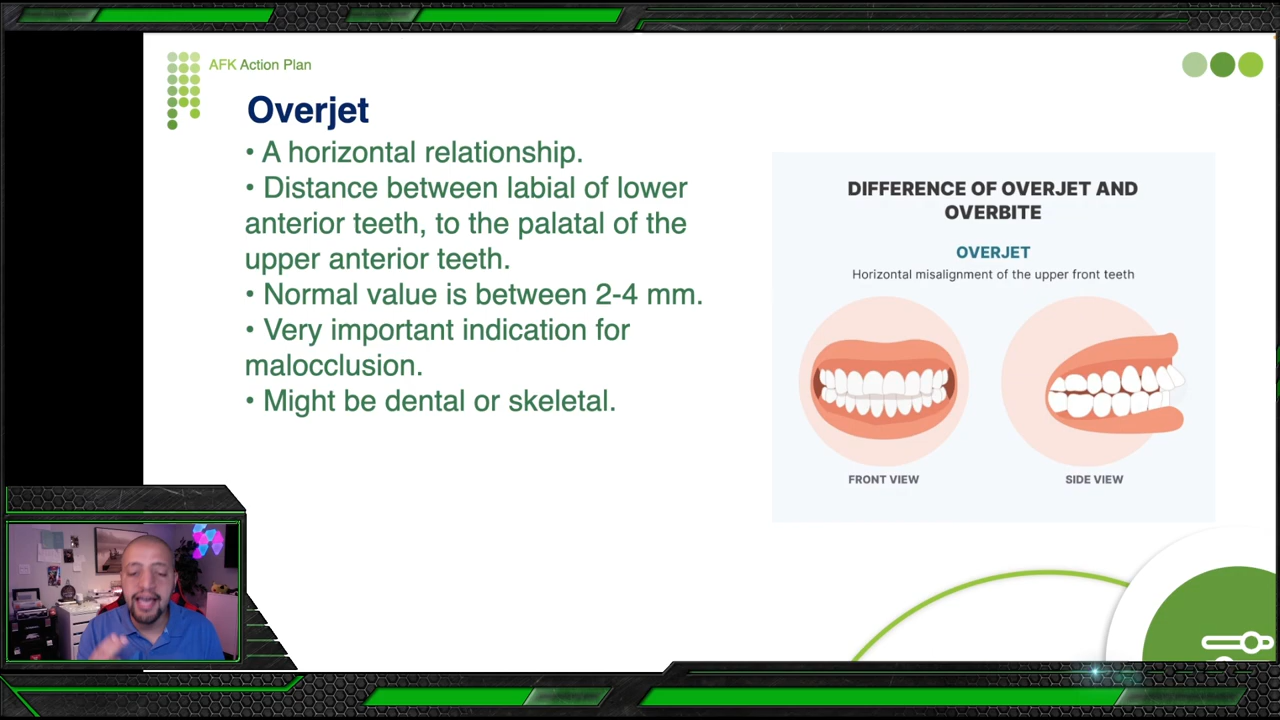 AFK Action Plan
Overjet
• A horizontal relationship.
• Distance between labial of lower
anterior teeth, to the palatal of the
upper anterior teeth.
• Normal value is between 2-4 mm.
• Very important indication for
malocclusion.
• Might be dental or skeletal.
DIFFERENCE OF OVERJET AND
OVERBITE
OVERJET
Horizontal misalignment of the upper front teeth
FRONT VIEW
SIDE VIEW